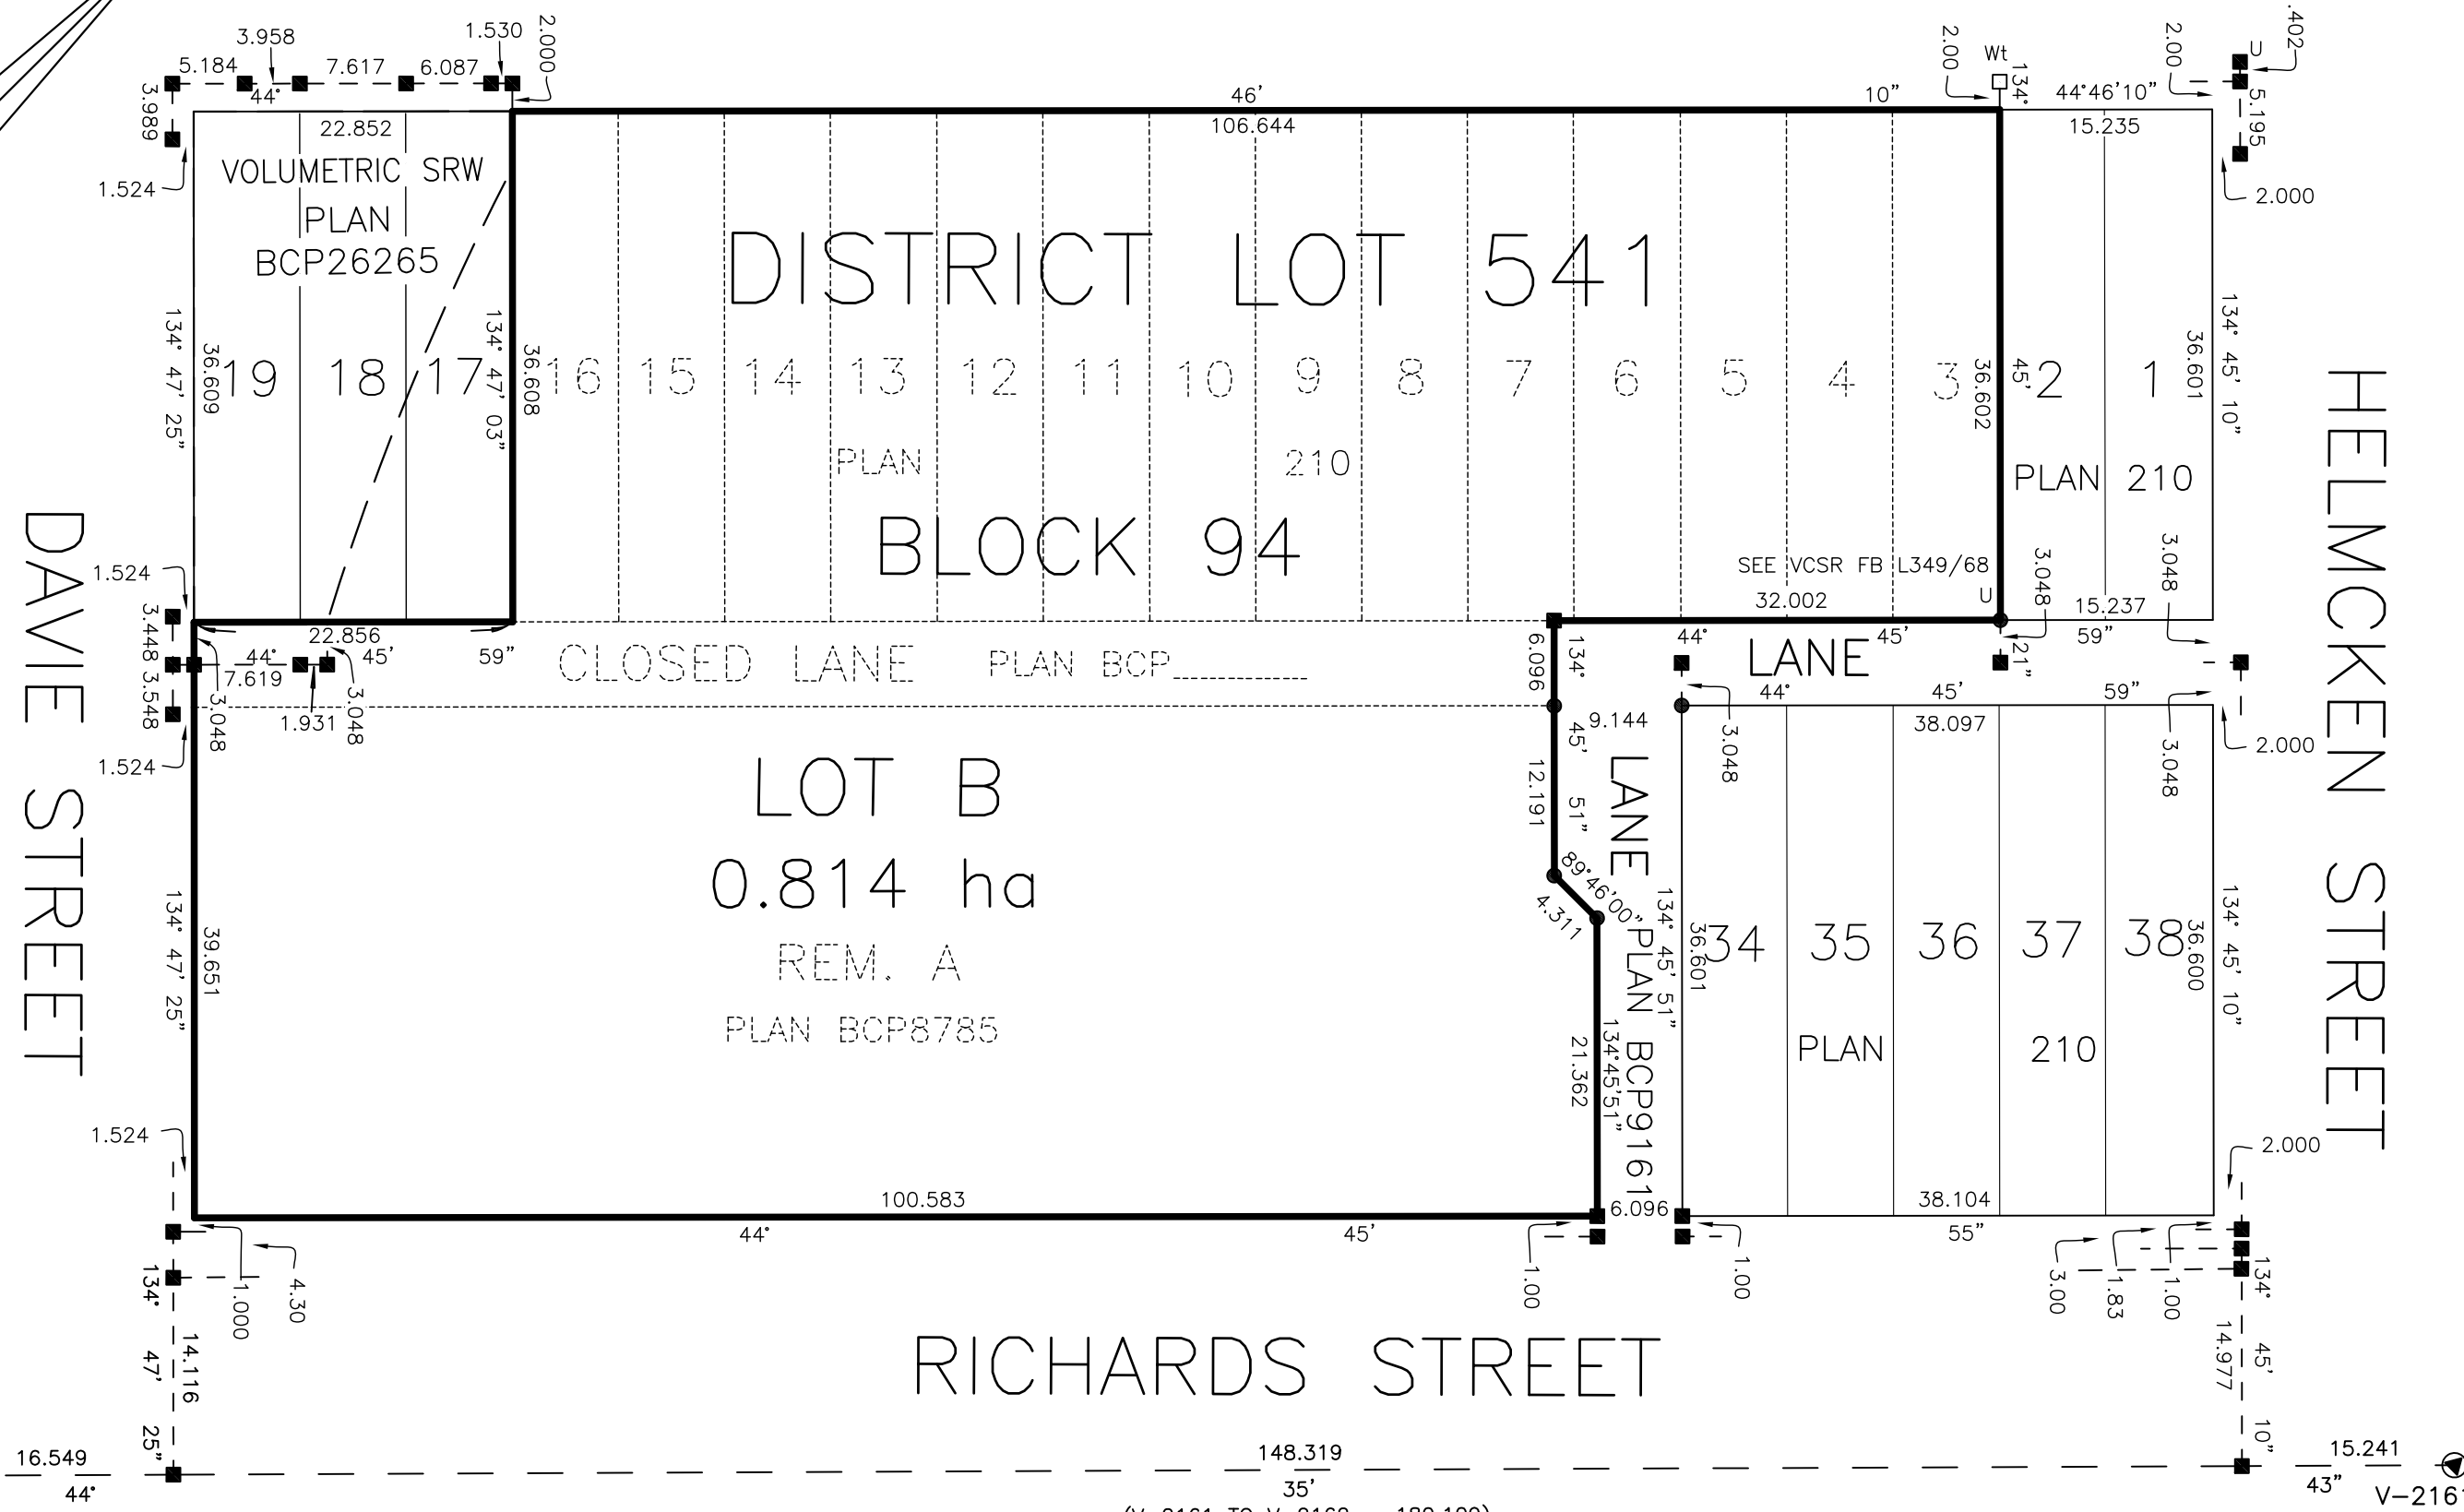 3.958
1.530
2.000
5.184
7.617
6.087
44°
3.989
46'
10"
106.644
2.00
Wt
134°
44°46'10"
15.235
2.00
.402
U
5.195
2.000
22.852
VOLUMETRIC SRW
PLAN
BCP26265
1.524
DISTRICT LOT 541
134° 47' 25"
36.609
19
18
17
134° 47' 03"
36.608
16
15
14
13
12
11
10
9
8
7
6
5
4
3
36.602
45'
2
1
36.601
134° 45' 10"
PLAN 210
PLAN 210
BLOCK 94
SEE VCSR FB L349/68
U
32.002
3.048
15.237
3.048
HELMCKEN STREET
DAVIE STREET
1.524
3.448
22.856
44° 45' 59"
7.619
3.548
3.048
1.931
3.048
1.524
CLOSED LANE PLAN BCP________
6.096
134° 45' 51"
44° 45' 59"
LANE
21"
44° 45' 59"
9.144
38.097
3.048
3.048
2.000
12.191
LANE PLAN BCP9161
LOT B
0.814 ha
REM. A
PLAN BCP8785
89°46'00"
4.311
134° 45' 51"
36.601
34
35
36
37
38
36.600
134° 45' 10"
PLAN 210
134° 47' 25"
39.651
21.362
134°45'51"
1.524
2.000
100.583
6.096
38.104
44° 45' 55"
1.000
4.30
1.00
1.00
3.00
1.83
1.00
134° 47' 25"
14.116
RICHARDS STREET
134° 45' 10"
14.977
16.549
148.319
15.241
44° 35' 43"
V-216